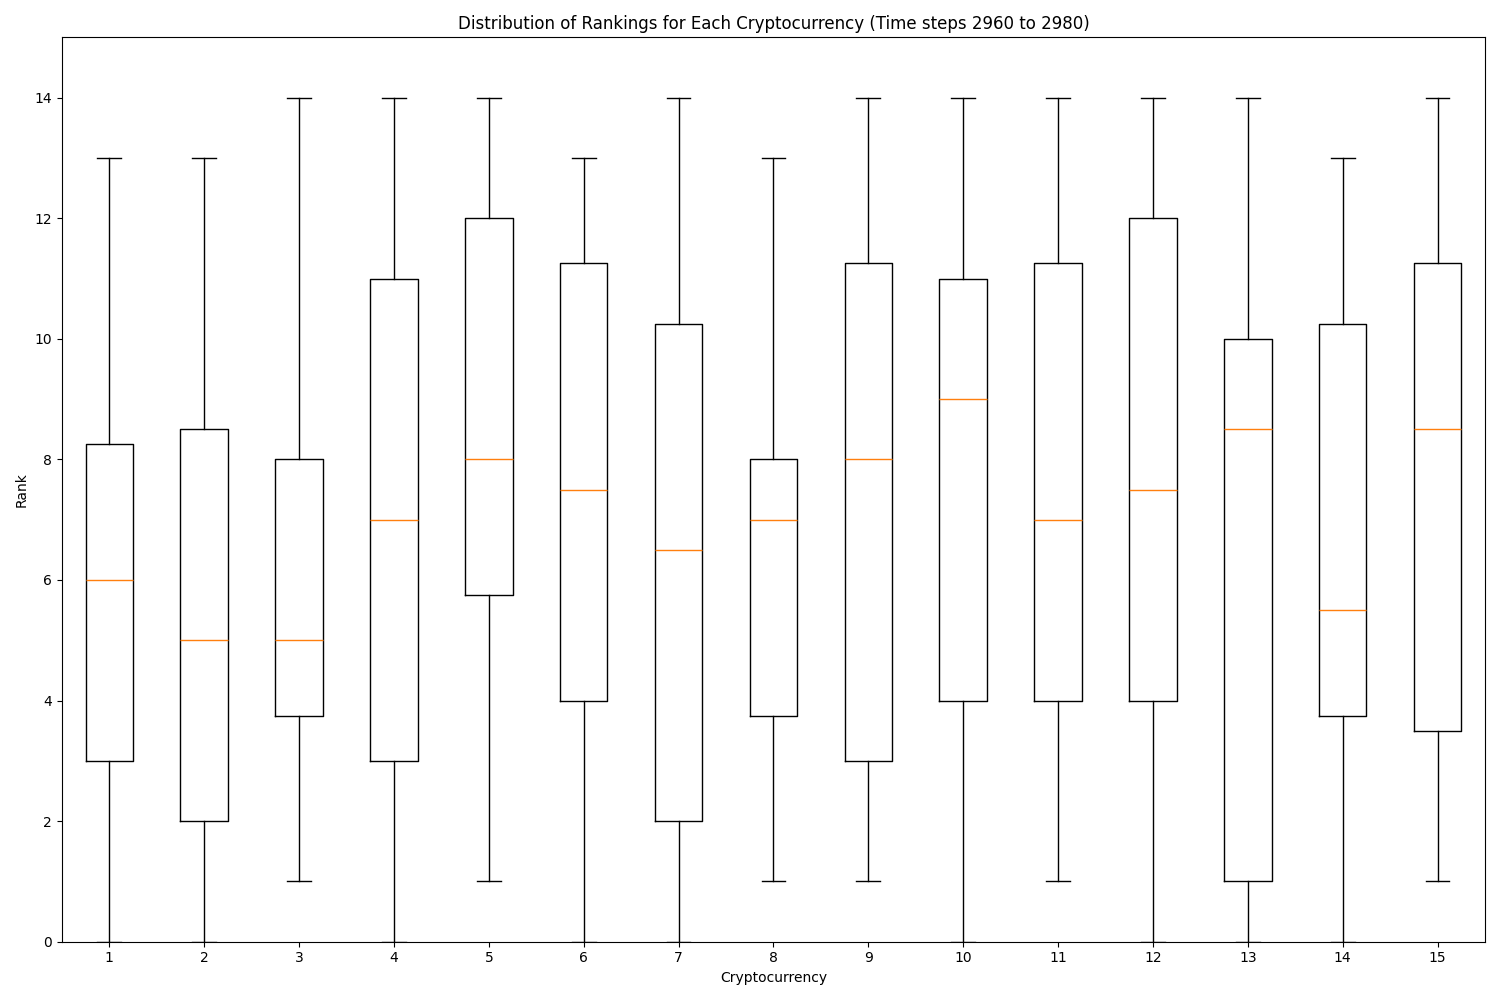 Distribution of Rankings for Each Cryptocurrency (Time steps 2960 to 2980)
14
12
10
8
6
4
2
0
Rank
1 2 3 4 5 6 7 8 9 10 11 12 13 14 15
Cryptocurrency